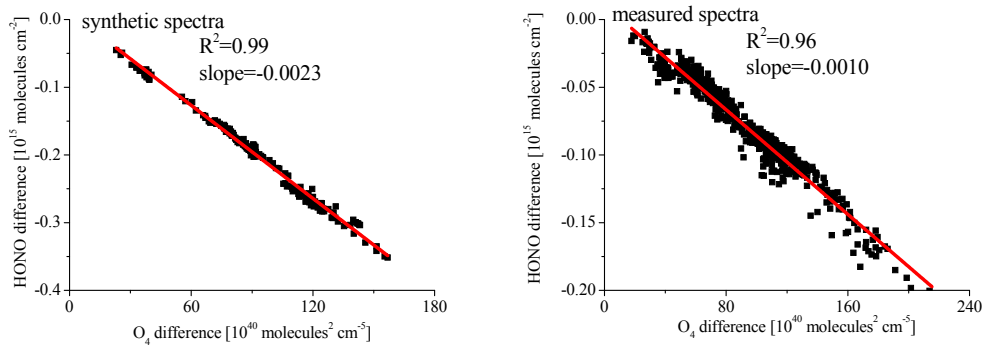 synthetic spectra
R²=0.99
slope=-0.0023
0.00
-0.1
-0.2
-0.3
-0.4
0
60
120
180
HONO difference [10¹⁵ molecules cm⁻²]
O₄ difference [10⁴⁰ molecules² cm⁻⁵]
measured spectra
R²=0.96
slope=-0.0010
0.00
-0.05
-0.10
-0.15
-0.20
0
80
160
240
HONO difference [10¹⁵ molecules cm⁻²]
O₄ difference [10⁴⁰ molecules² cm⁻⁵]